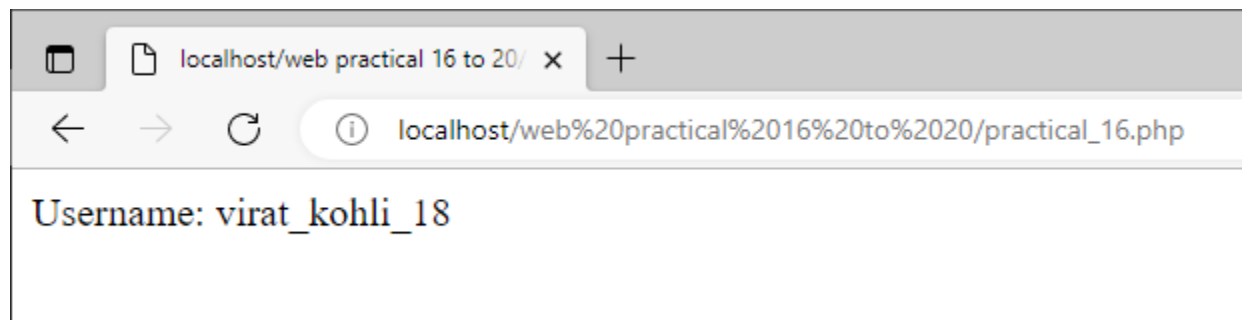 localhost/web practical 16 to 20/
localhost/web%20practical%2016%20to%2020/practical_16.php
Username: virat_kohli_18